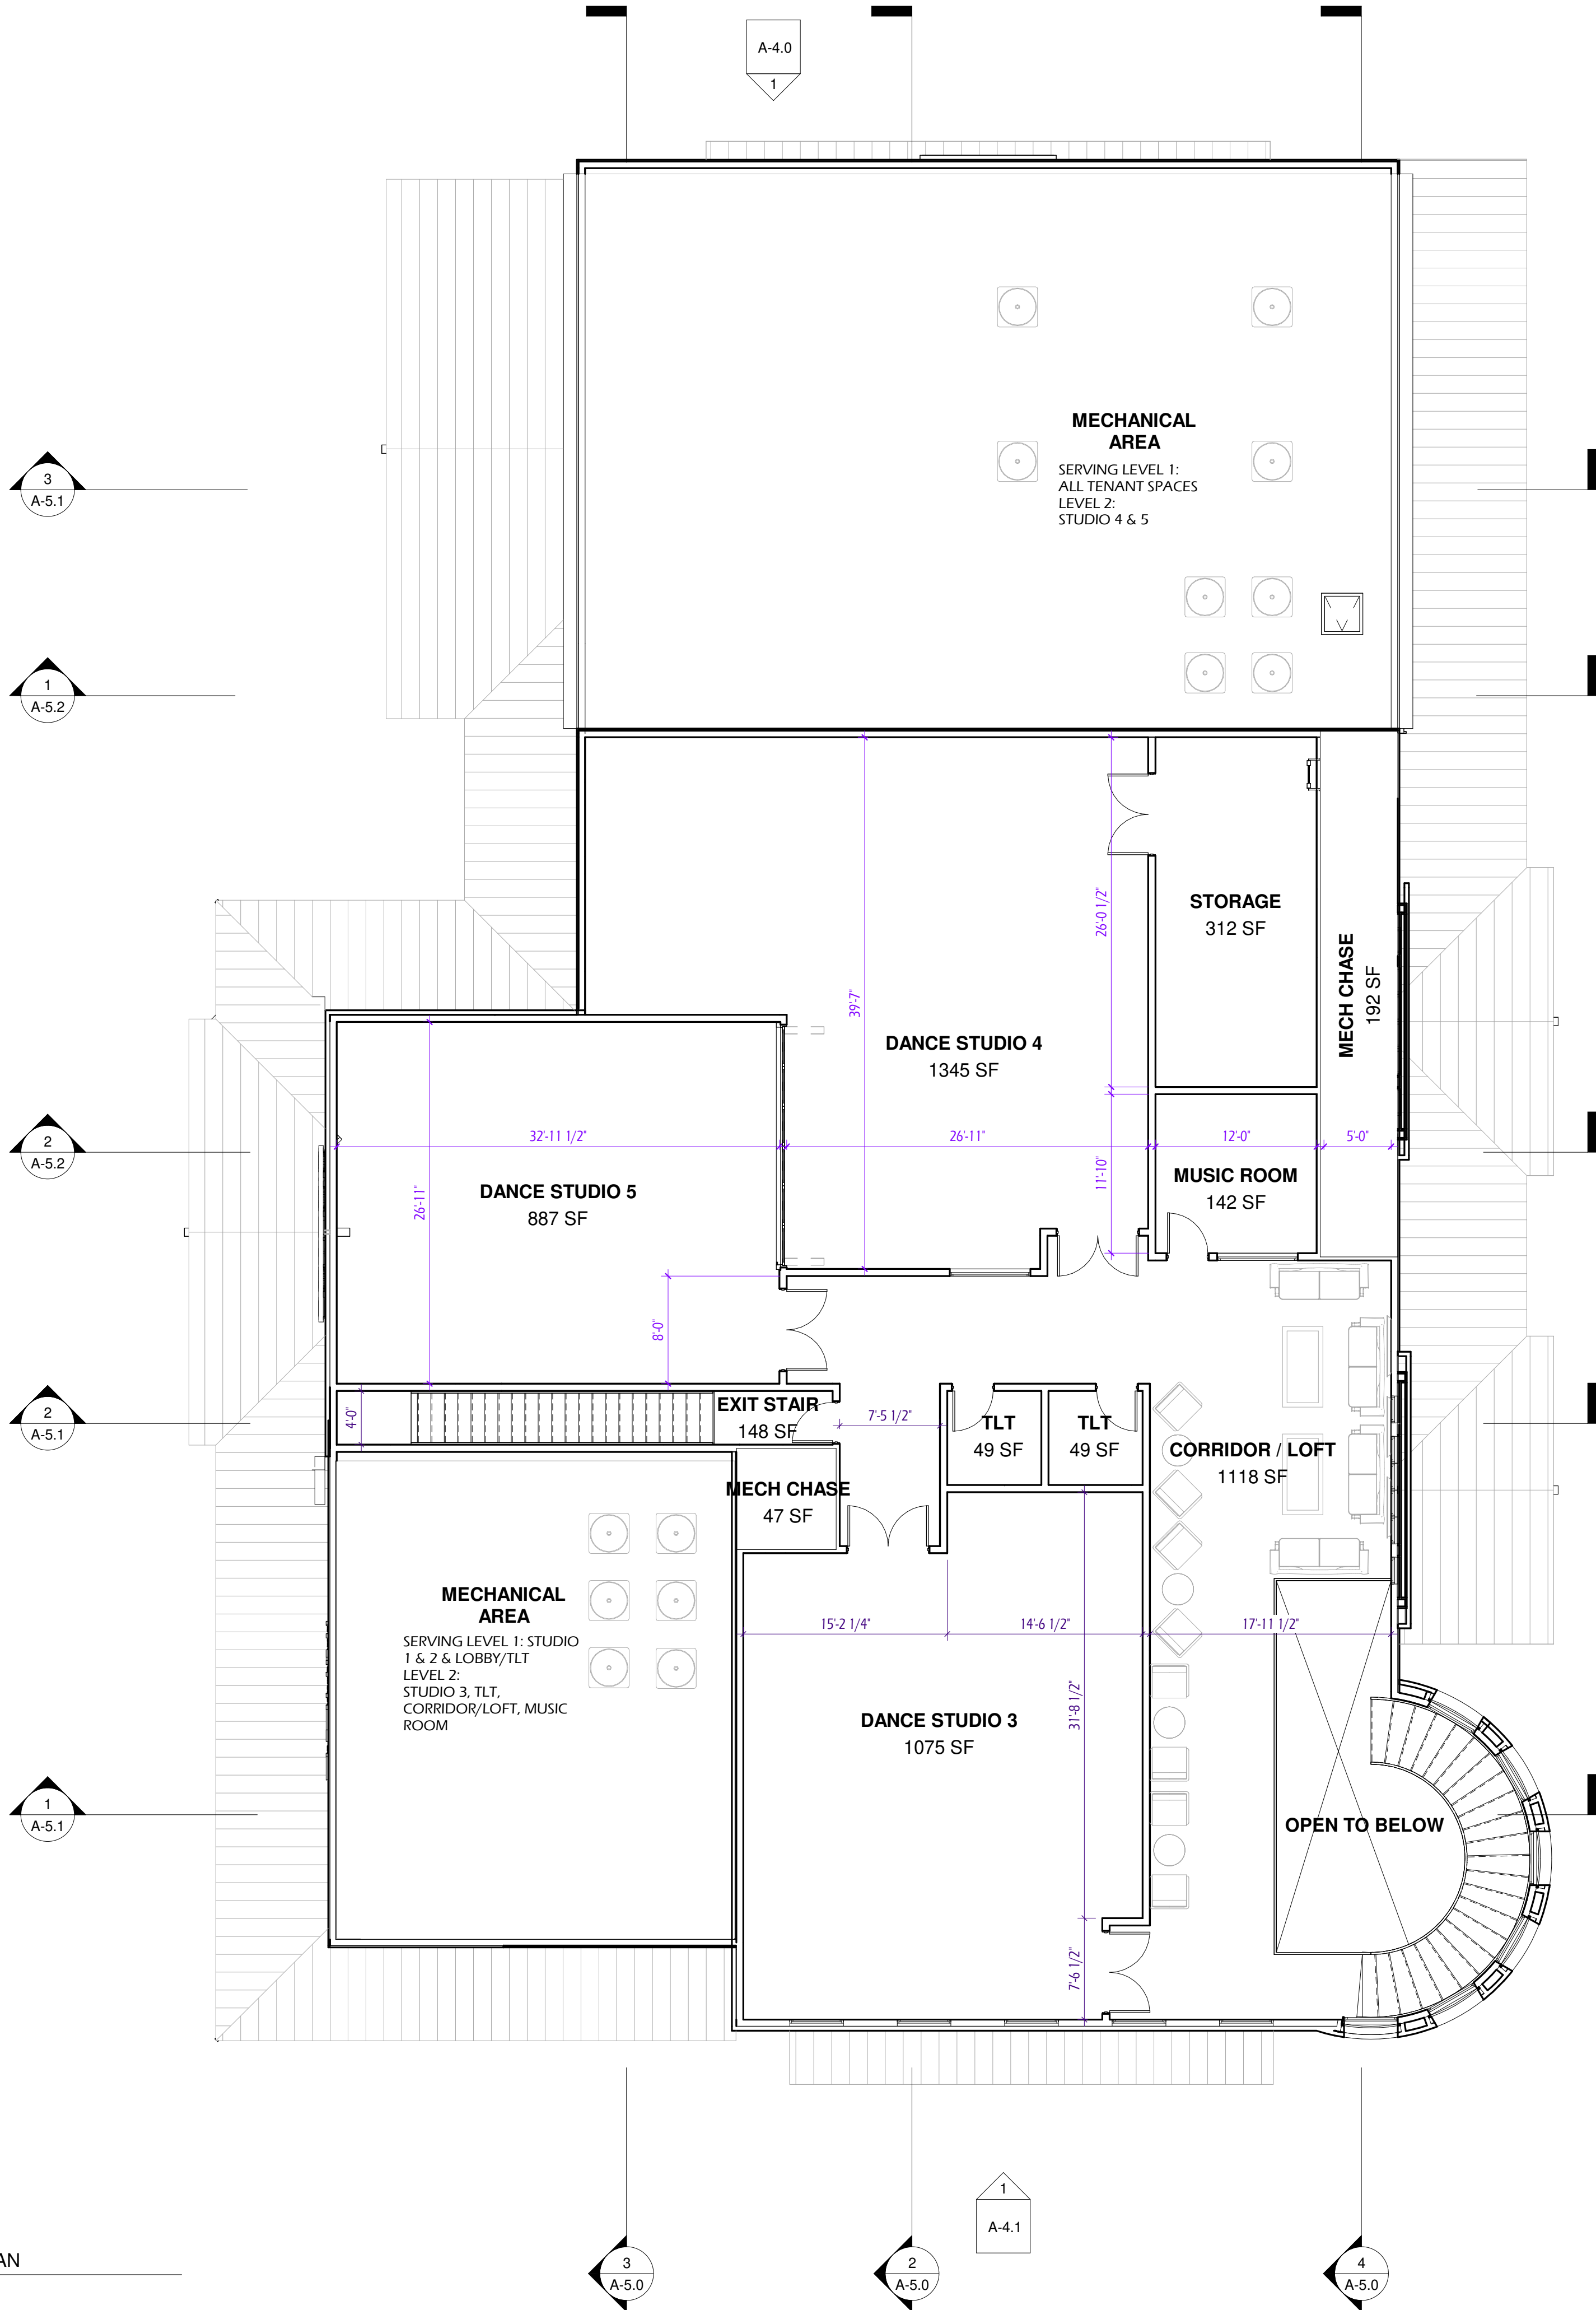 A-4.0
1
MECHANICAL
AREA
SERVING LEVEL 1:
ALL TENANT SPACES
LEVEL 2:
STUDIO 4 & 5
3
A-5.1
1
A-5.2
STORAGE
312 SF
26'-0 1/2"
39'-7"
MECH CHASE
192 SF
DANCE STUDIO 4
1345 SF
2
A-5.2
32'-11 1/2"
26'-11"
12'-0"
5'-0"
26'-11"
11'-10"
DANCE STUDIO 5
887 SF
MUSIC ROOM
142 SF
8'-0"
2
A-5.1
4'-0"
EXIT STAIR
148 SF
7'-5 1/2"
TLT
49 SF
TLT
49 SF
CORRIDOR / LOFT
1118 SF
MECH CHASE
47 SF
MECHANICAL
AREA
SERVING LEVEL 1: STUDIO
1 & 2 & LOBBY/TLT
LEVEL 2:
STUDIO 3, TLT,
CORRIDOR/LOFT, MUSIC
ROOM
15'-2 1/4"
14'-6 1/2"
17'-11 1/2"
31'-8 1/2"
DANCE STUDIO 3
1075 SF
1
A-5.1
OPEN TO BELOW
7'-6 1/2"
1
A-4.1
AN
3
A-5.0
2
A-5.0
4
A-5.0